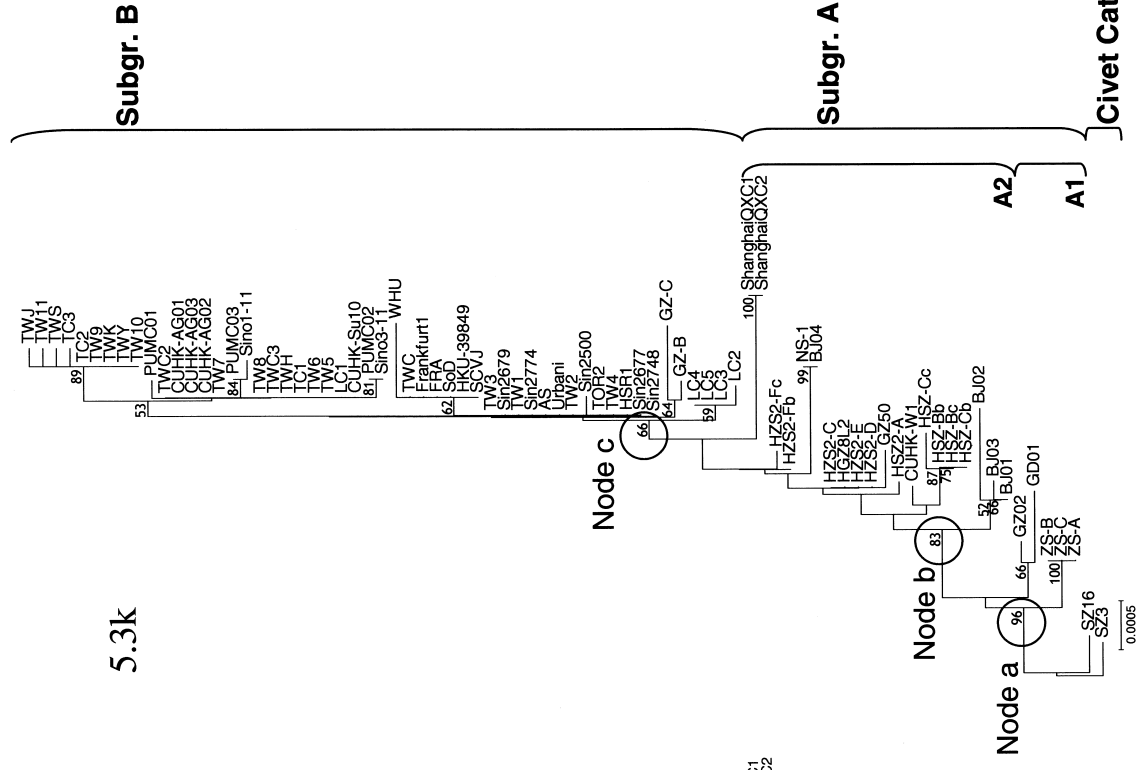 5.3k
Subgr. B
TWJ
TW11
TWS
TC3
TC2
TW9
TWK
TWY
TW10
89
PUMC01
53
TWC2
CUHK-AG01
CUHK-AG03
CUHK-AG02
TW7
PUMC03
84
Sino1-11
TW8
TWC3
TWH
TC1
TW6
TW5
LC1
CUHK-Su10
PUMC02
81
Sino3-11
WHU
TWC
Frankfurt1
FRA
SoD
62
HKU-39849
SCVJ
TW3
Sin2679
TW1
Sin2774
AS
Urbani
TW2
Sin2500
TOR2
TW4
HSR1
Sin2677
Sin2748
66
Node c
GZ-C
GZ-B
64
LC4
LC5
LC3
59
LC2
Subgr. A
ShanghaiQXC1
ShanghaiQXC2
100
HZS2-Fc
HZS2-Fb
NS-1
99
BJ04
HZS2-C
HGZ8L2
HZS2-E
HZS2-D
GZ50
HSZ2-A
CUHK-W1
HSZ-Cc
87
HSZ-Bb
75
HSZ-Bc
HSZ-Cb
83
Node b
BJ02
BJ03
52
66
BJ01
A2
GZ02
GD01
66
ZS-B
ZS-C
ZS-A
100
96
Node a
A1
SZ16
SZ3
Civet Cat
0.0005
C1
C2